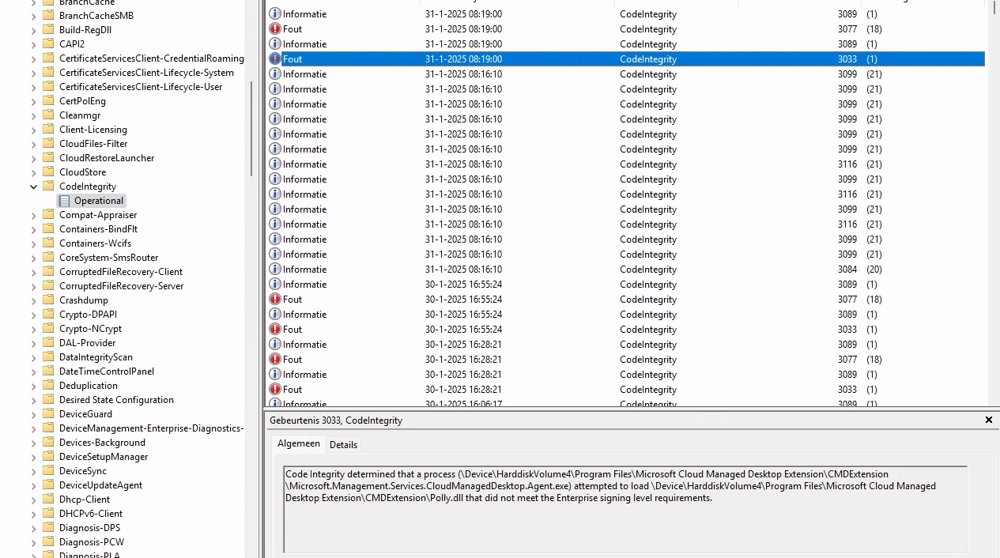 BranchCache
BranchCacheSMB
Build-RegDll
CAPI2
CertificateServicesClient-CredentialRoaming
CertificateServicesClient-Lifecycle-System
CertificateServicesClient-Lifecycle-User
CertPolEng
Cleanmgr
Client-Licensing
CloudFiles-Filter
CloudRestoreLauncher
CloudStore
CodeIntegrity
Operational
Compat-Appraiser
Containers-BindFlt
Containers-Wcifs
CoreSystem-SmsRouter
CorruptedFileRecovery-Client
CorruptedFileRecovery-Server
Crashdump
Crypto-DPAPI
Crypto-NCrypt
DAL-Provider
DataIntegrityScan
DateTimeControlPanel
Deduplication
Desired State Configuration
DeviceGuard
DeviceManagement-Enterprise-Diagnostics-
Devices-Background
DeviceSetupManager
DeviceSync
DeviceUpdateAgent
Dhcp-Client
DHCPv6-Client
Diagnosis-DPS
Diagnosis-PCW
Diagnosis-PLA
Informatie 31-1-2025 08:19:00 CodeIntegrity 3089 (1)
Fout 31-1-2025 08:19:00 CodeIntegrity 3077 (18)
Informatie 31-1-2025 08:19:00 CodeIntegrity 3089 (1)
Fout 31-1-2025 08:19:00 CodeIntegrity 3033 (1)
Informatie 31-1-2025 08:16:10 CodeIntegrity 3099 (21)
Informatie 31-1-2025 08:16:10 CodeIntegrity 3099 (21)
Informatie 31-1-2025 08:16:10 CodeIntegrity 3099 (21)
Informatie 31-1-2025 08:16:10 CodeIntegrity 3099 (21)
Informatie 31-1-2025 08:16:10 CodeIntegrity 3099 (21)
Informatie 31-1-2025 08:16:10 CodeIntegrity 3099 (21)
Informatie 31-1-2025 08:16:10 CodeIntegrity 3116 (21)
Informatie 31-1-2025 08:16:10 CodeIntegrity 3099 (21)
Informatie 31-1-2025 08:16:10 CodeIntegrity 3116 (21)
Informatie 31-1-2025 08:16:10 CodeIntegrity 3099 (21)
Informatie 31-1-2025 08:16:10 CodeIntegrity 3116 (21)
Informatie 31-1-2025 08:16:10 CodeIntegrity 3099 (21)
Informatie 31-1-2025 08:16:10 CodeIntegrity 3099 (21)
Informatie 31-1-2025 08:16:10 CodeIntegrity 3084 (20)
Informatie 30-1-2025 16:55:24 CodeIntegrity 3089 (1)
Fout 30-1-2025 16:55:24 CodeIntegrity 3077 (18)
Informatie 30-1-2025 16:55:24 CodeIntegrity 3089 (1)
Fout 30-1-2025 16:55:24 CodeIntegrity 3033 (1)
Informatie 30-1-2025 16:28:21 CodeIntegrity 3089 (1)
Fout 30-1-2025 16:28:21 CodeIntegrity 3077 (18)
Informatie 30-1-2025 16:28:21 CodeIntegrity 3089 (1)
Fout 30-1-2025 16:28:21 CodeIntegrity 3033 (1)
Informatie 30-1-2025 16:06:17 CodeIntegrity 3089 (1)
Gebeurtenis 3033, CodeIntegrity
Algemeen Details
Code Integrity determined that a process (\Device\HarddiskVolume4\Program Files\Microsoft Cloud Managed Desktop Extension\CMDExtension
\Microsoft.Management.Services.CloudManagedDesktop.Agent.exe) attempted to load \Device\HarddiskVolume4\Program Files\Microsoft Cloud Managed
Desktop Extension\CMDExtension\Polly.dll that did not meet the Enterprise signing level requirements.